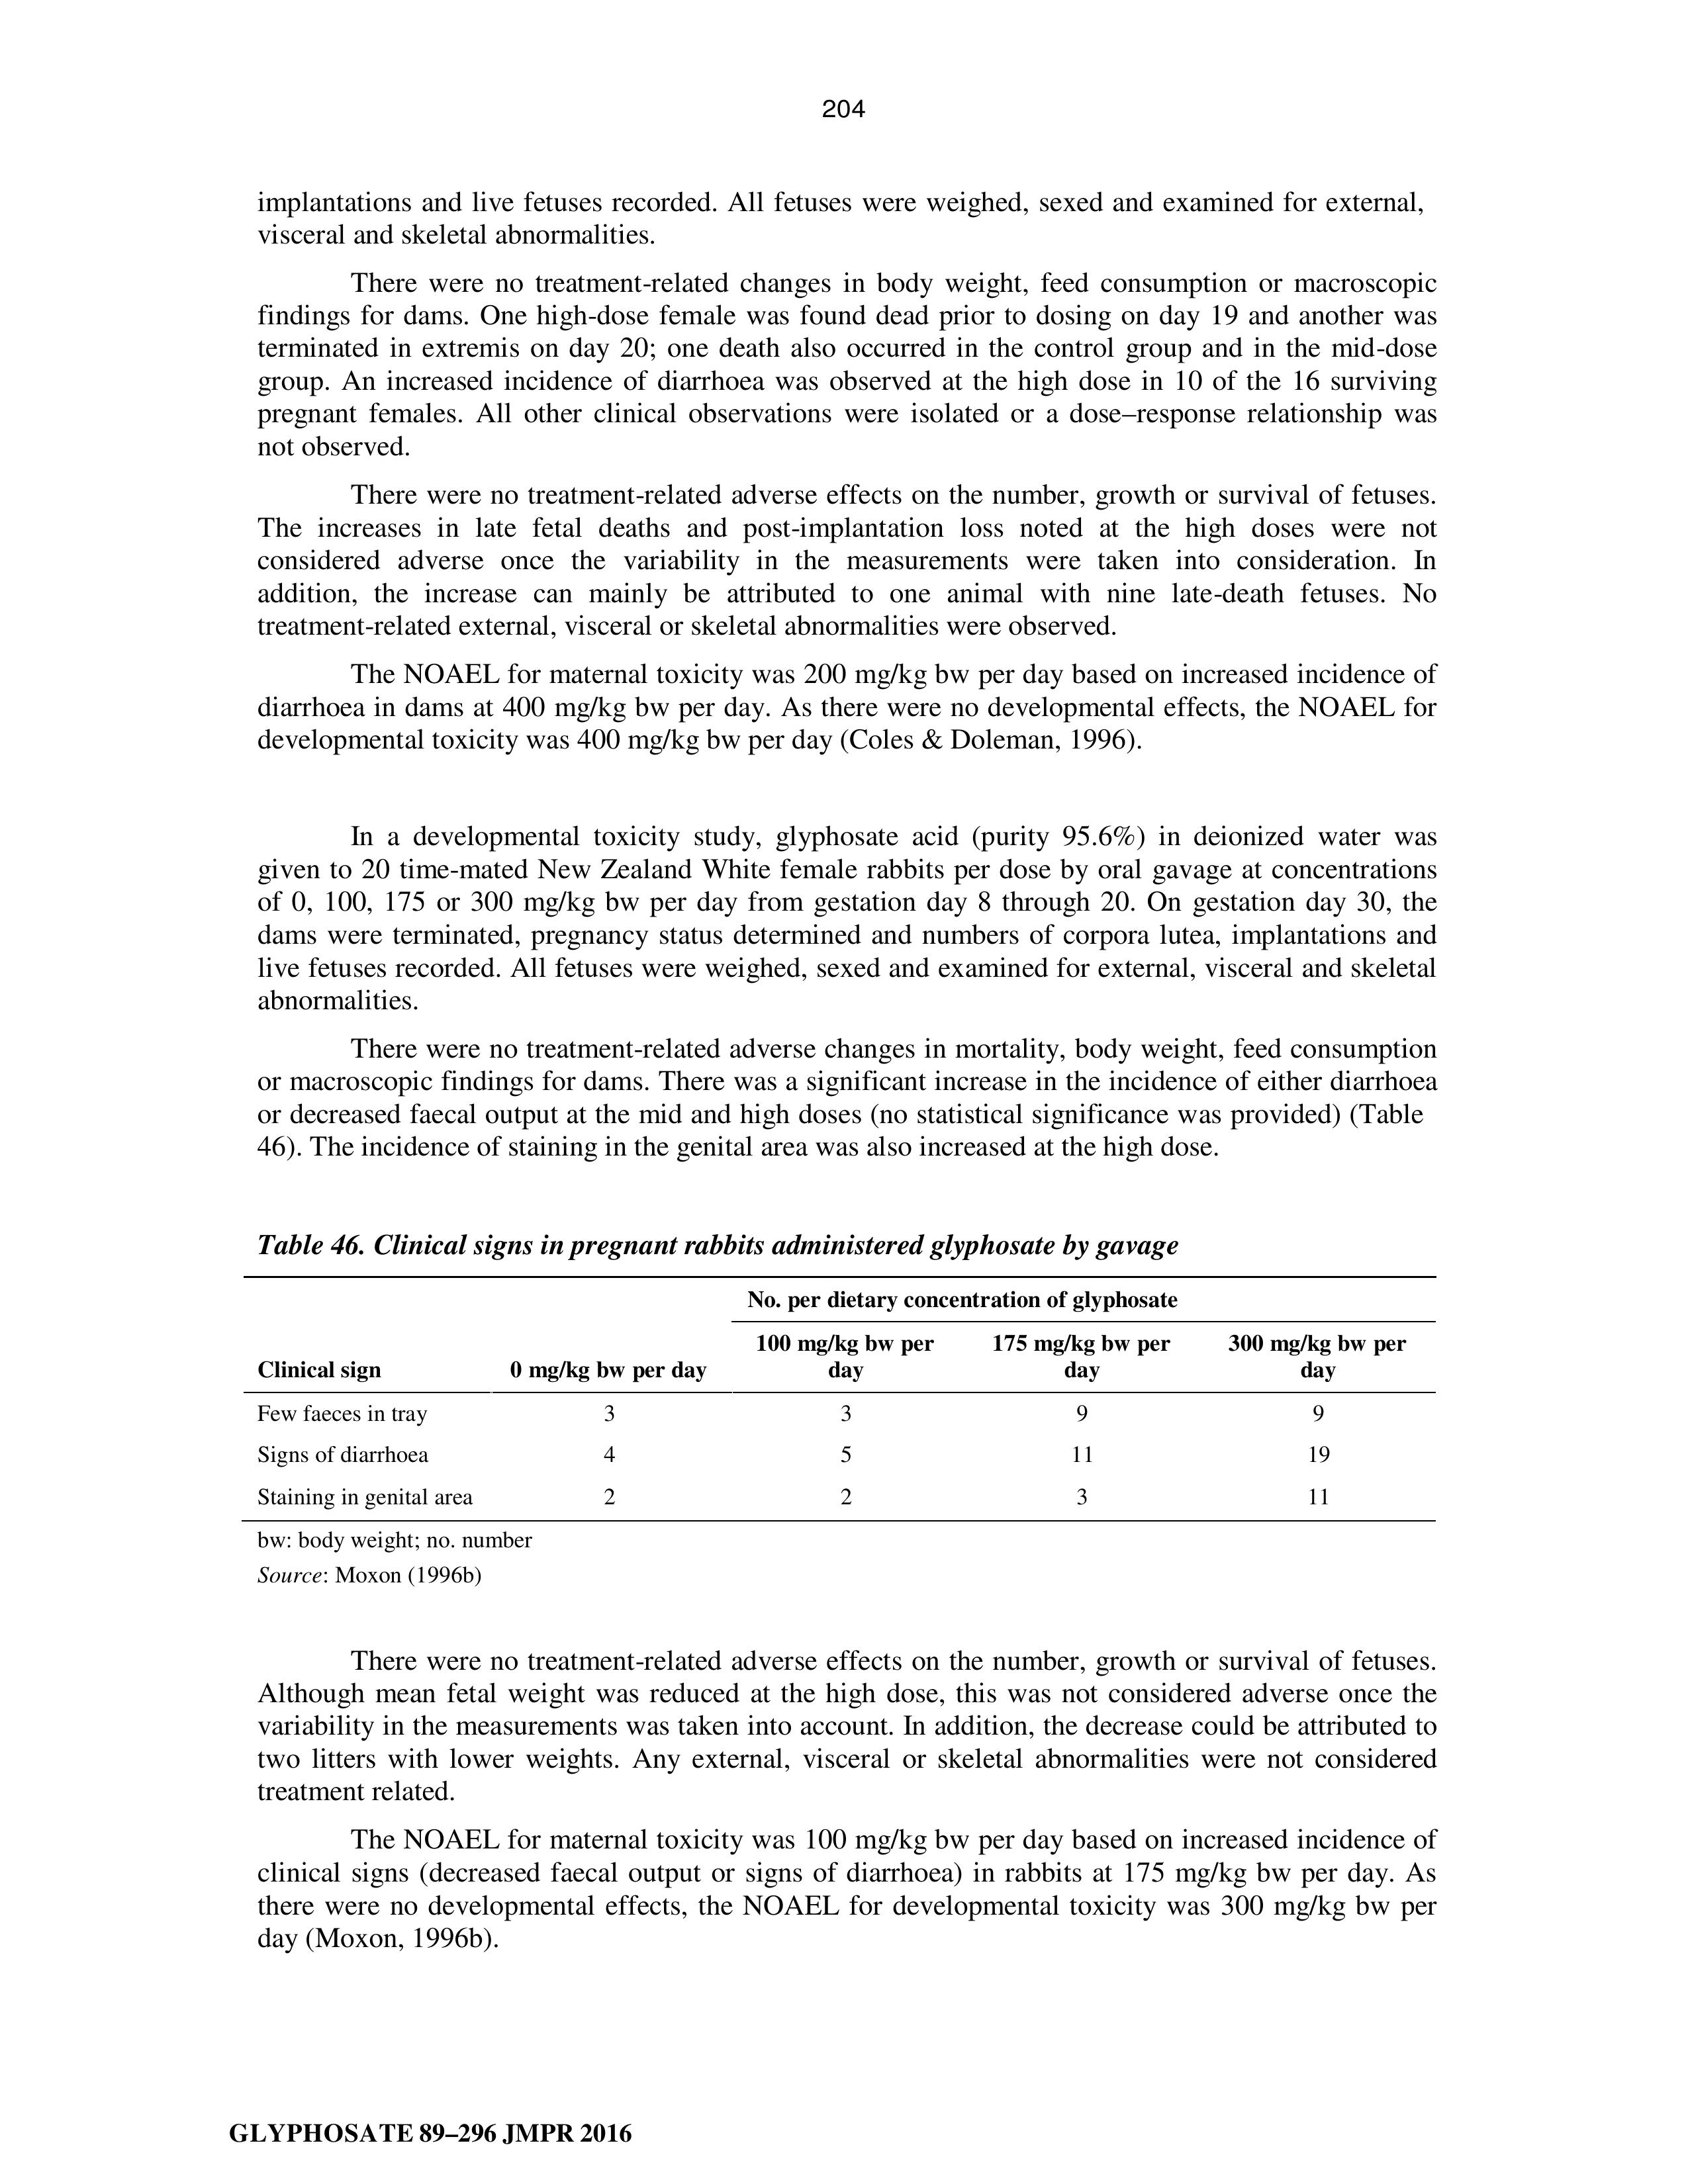 204
implantations and live fetuses recorded. All fetuses were weighed, sexed and examined for external,
visceral and skeletal abnormalities.
There were no treatment-related changes in body weight, feed consumption or macroscopic
findings for dams. One high-dose female was found dead prior to dosing on day 19 and another was
terminated in extremis on day 20; one death also occurred in the control group and in the mid-dose
group. An increased incidence of diarrhoea was observed at the high dose in 10 of the 16 surviving
pregnant females. All other clinical observations were isolated or a dose–response relationship was
not observed.
There were no treatment-related adverse effects on the number, growth or survival of fetuses.
The increases in late fetal deaths and post-implantation loss noted at the high doses were not
considered adverse once the variability in the measurements were taken into consideration. In
addition, the increase can mainly be attributed to one animal with nine late-death fetuses. No
treatment-related external, visceral or skeletal abnormalities were observed.
The NOAEL for maternal toxicity was 200 mg/kg bw per day based on increased incidence of
diarrhoea in dams at 400 mg/kg bw per day. As there were no developmental effects, the NOAEL for
developmental toxicity was 400 mg/kg bw per day (Coles & Doleman, 1996).
In a developmental toxicity study, glyphosate acid (purity 95.6%) in deionized water was
given to 20 time-mated New Zealand White female rabbits per dose by oral gavage at concentrations
of 0, 100, 175 or 300 mg/kg bw per day from gestation day 8 through 20. On gestation day 30, the
dams were terminated, pregnancy status determined and numbers of corpora lutea, implantations and
live fetuses recorded. All fetuses were weighed, sexed and examined for external, visceral and skeletal
abnormalities.
There were no treatment-related adverse changes in mortality, body weight, feed consumption
or macroscopic findings for dams. There was a significant increase in the incidence of either diarrhoea
or decreased faecal output at the mid and high doses (no statistical significance was provided) (Table
46). The incidence of staining in the genital area was also increased at the high dose.
Table 46. Clinical signs in pregnant rabbits administered glyphosate by gavage
No. per dietary concentration of glyphosate
100 mg/kg bw per 175 mg/kg bw per 300 mg/kg bw per
Clinical sign 0 mg/kg bw per day day day day
Few faeces in tray 3 3 9 9
Signs of diarrhoea 4 5 11 19
Staining in genital area 2 2 3 11
bw: body weight; no. number
Source: Moxon (1996b)
There were no treatment-related adverse effects on the number, growth or survival of fetuses.
Although mean fetal weight was reduced at the high dose, this was not considered adverse once the
variability in the measurements was taken into account. In addition, the decrease could be attributed to
two litters with lower weights. Any external, visceral or skeletal abnormalities were not considered
treatment related.
The NOAEL for maternal toxicity was 100 mg/kg bw per day based on increased incidence of
clinical signs (decreased faecal output or signs of diarrhoea) in rabbits at 175 mg/kg bw per day. As
there were no developmental effects, the NOAEL for developmental toxicity was 300 mg/kg bw per
day (Moxon, 1996b).
GLYPHOSATE 89–296 JMPR 2016